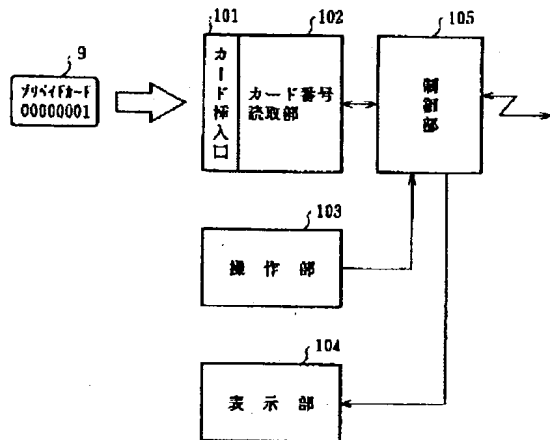 101
102
105
9
プリペイドカード
00000001
カード挿入口
カード番号
読取部
制御部
103
操作部
104
表示部